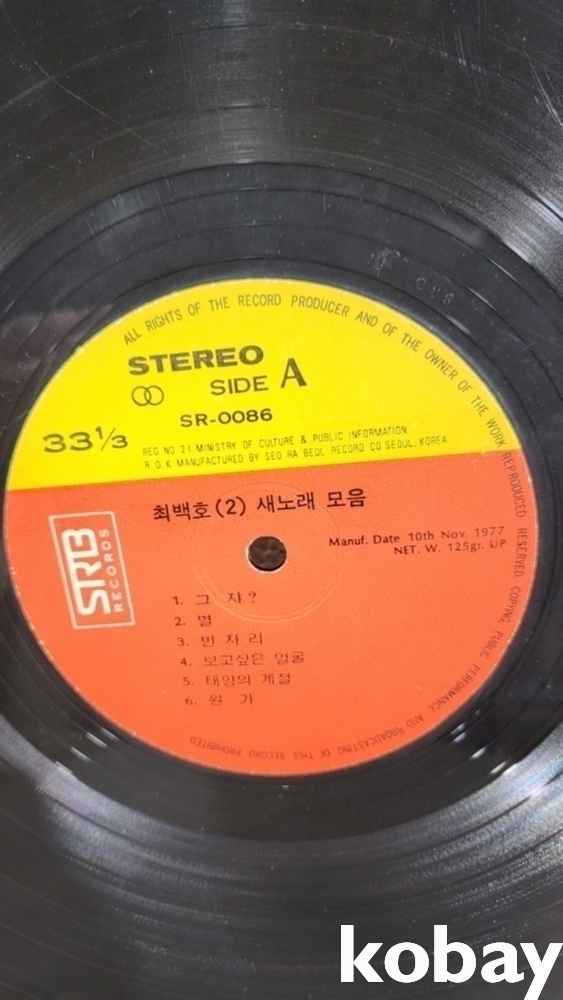 ALL RIGHTS OF THE RECORD PRODUCER AND OF THE OWNER OF THE WORK REPRODUCED RESERVED. COPYING, PUBLIC PERFORMANCE AND BROADCASTING OF THIS RECORD PROHIBITED
STEREO
SIDE A
SR-0086
33⅓
REG NO 21 MINISTRY OF CULTURE & PUBLIC INFORMATION
R O K MANUFACTURED BY SEO RA BEOL RECORD CO SEOUL, KOREA
최백호(2) 새노래 모음
Manuf. Date 10th Nov. 1977
NET. W. 125gr. UP
SRB
RECORDS
1. 그 쟈?
2. 별
3. 빈 자 리
4. 보고싶은 얼굴
5. 태양의 계절
6. 원 가
kobay